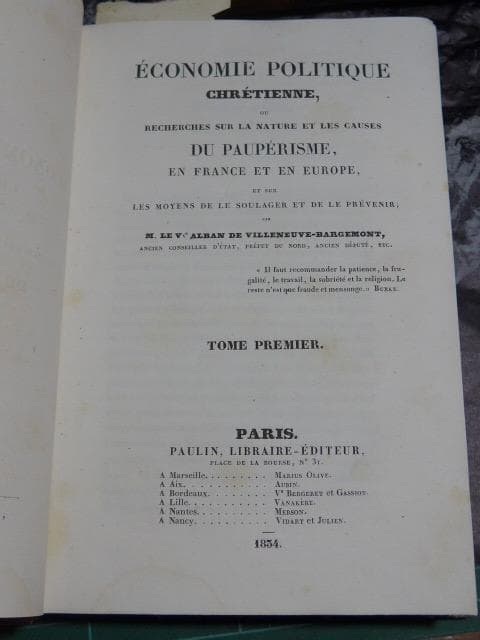 ÉCONOMIE POLITIQUE
CHRÉTIENNE,
OU
RECHERCHES SUR LA NATURE ET LES CAUSES
DU PAUPÉRISME,
EN FRANCE ET EN EUROPE,
ET SUR
LES MOYENS DE LE SOULAGER ET DE LE PRÉVENIR;
PAR
M. LE Vte ALBAN DE VILLENEUVE-BARGEMONT,
ANCIEN CONSEILLER D'ÉTAT, PRÉFET DU NORD, ANCIEN DÉPUTÉ, ETC.
« Il faut recommander la patience, la fru-
galité, le travail, la sobriété et la religion. Le
reste n'est que fraude et mensonge. » BURKE.
TOME PREMIER.
PARIS.
PAULIN, LIBRAIRE-ÉDITEUR,
PLACE DE LA BOURSE, N° 31.
A Marseille. . . . . . . . . MARIUS OLIVE.
A Aix. . . . . . . . . . . . AUBIN.
A Bordeaux. . . . . . . . . Ve BERGERET et GASSIOT.
A Lille. . . . . . . . . . . VANAKÈRE.
A Nantes. . . . . . . . . . MERSON.
A Nancy. . . . . . . . . . VIDART et JULIEN.
1834.